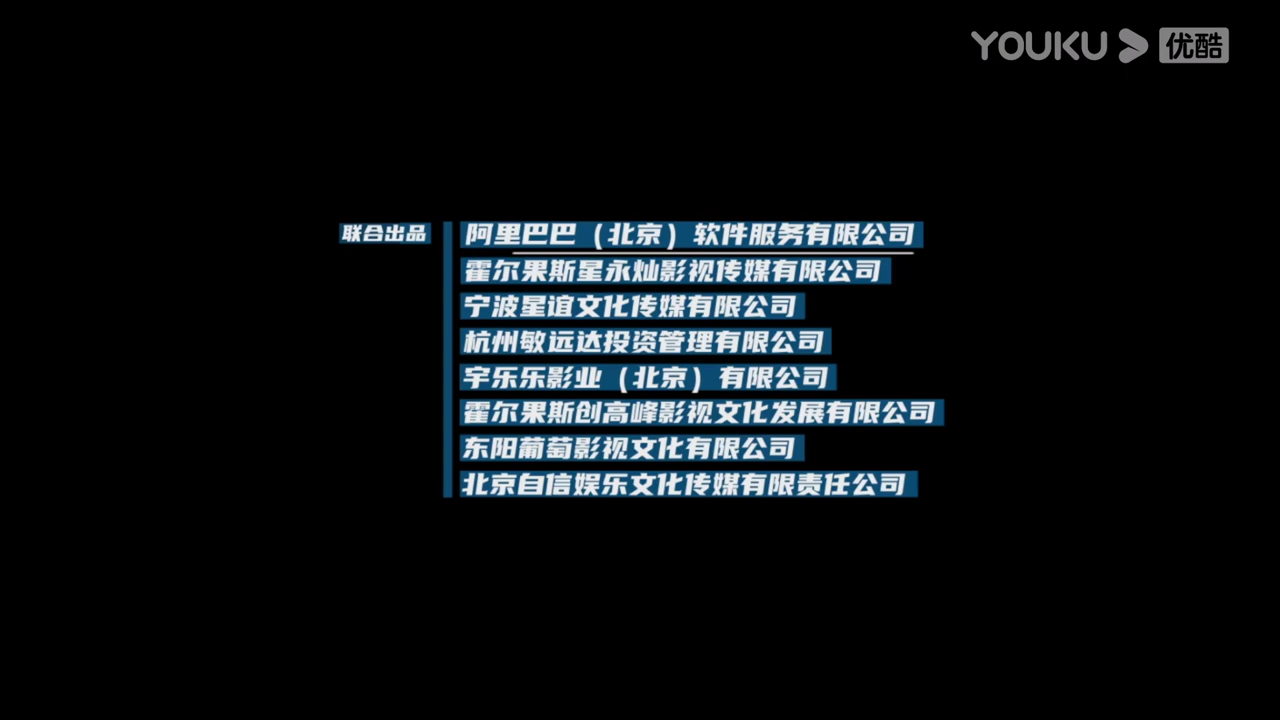 YOUKU 优酷
联合出品
阿里巴巴（北京）软件服务有限公司
霍尔果斯星永灿影视传媒有限公司
宁波星谊文化传媒有限公司
杭州敏远达投资管理有限公司
宇乐乐影业（北京）有限公司
霍尔果斯创高峰影视文化发展有限公司
东阳葡萄影视文化有限公司
北京自信娱乐文化传媒有限责任公司